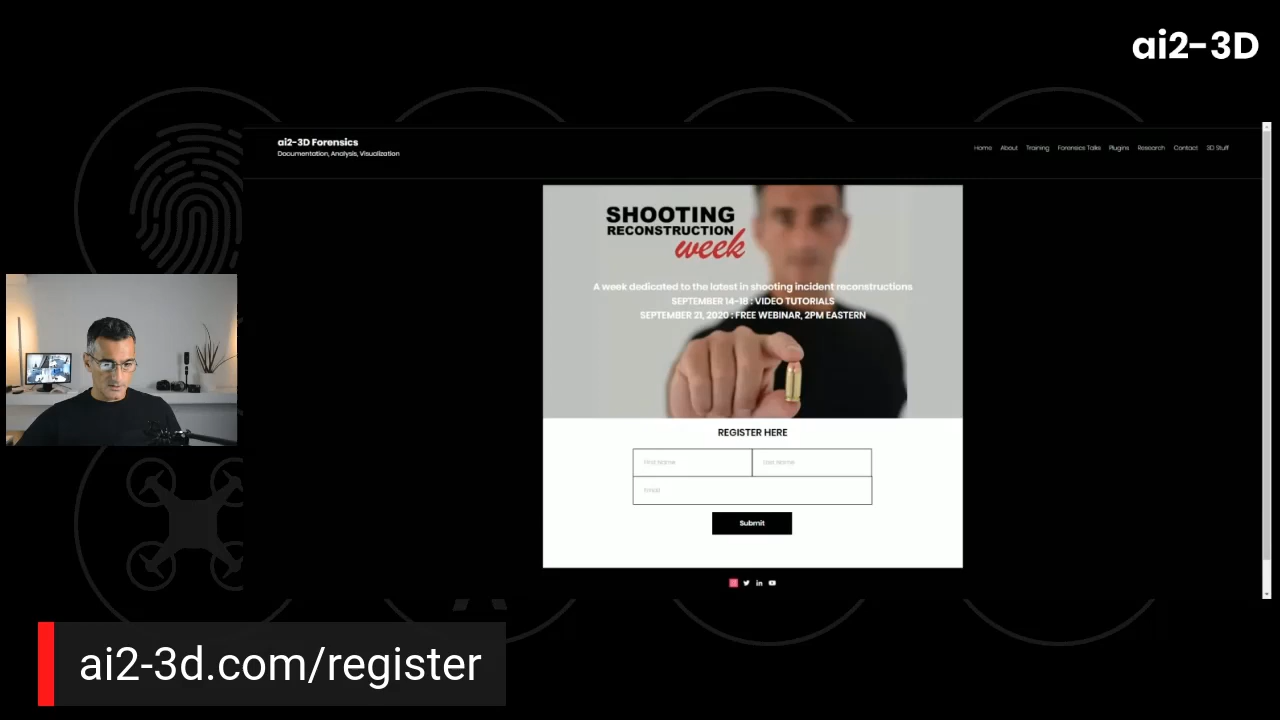 ai2-3D
ai2-3D Forensics
Documentation, Analysis, Visualization
Home About Training Forensics Talks Plugins Research Contact 3D Stuff
SHOOTING
RECONSTRUCTION
week
A week dedicated to the latest in shooting incident reconstructions
SEPTEMBER 14-18 : VIDEO TUTORIALS
SEPTEMBER 21, 2020 : FREE WEBINAR, 2PM EASTERN
REGISTER HERE
First Name Last Name
Email
Submit
ai2-3d.com/register